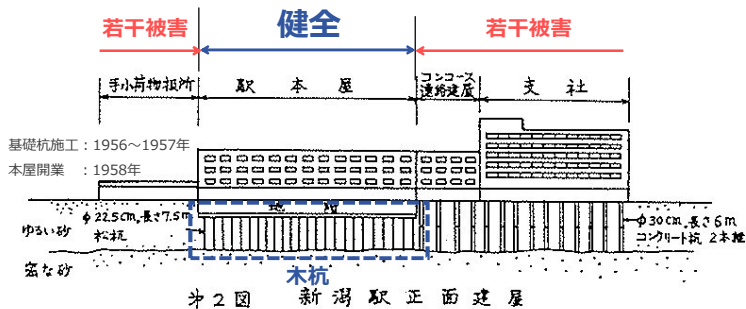 若干被害
健全
若干被害
手小荷物扱所
駅本屋
コンコース
連絡建屋
支社
基礎杭施工：1956～1957年
本屋開業　：1958年
地階
φ22.5cm,長さ7.5m
松杭
ゆるい砂
密な砂
φ30cm,長さ6m
コンクリート杭 2本継
木杭
第2図　新潟駅正面建屋